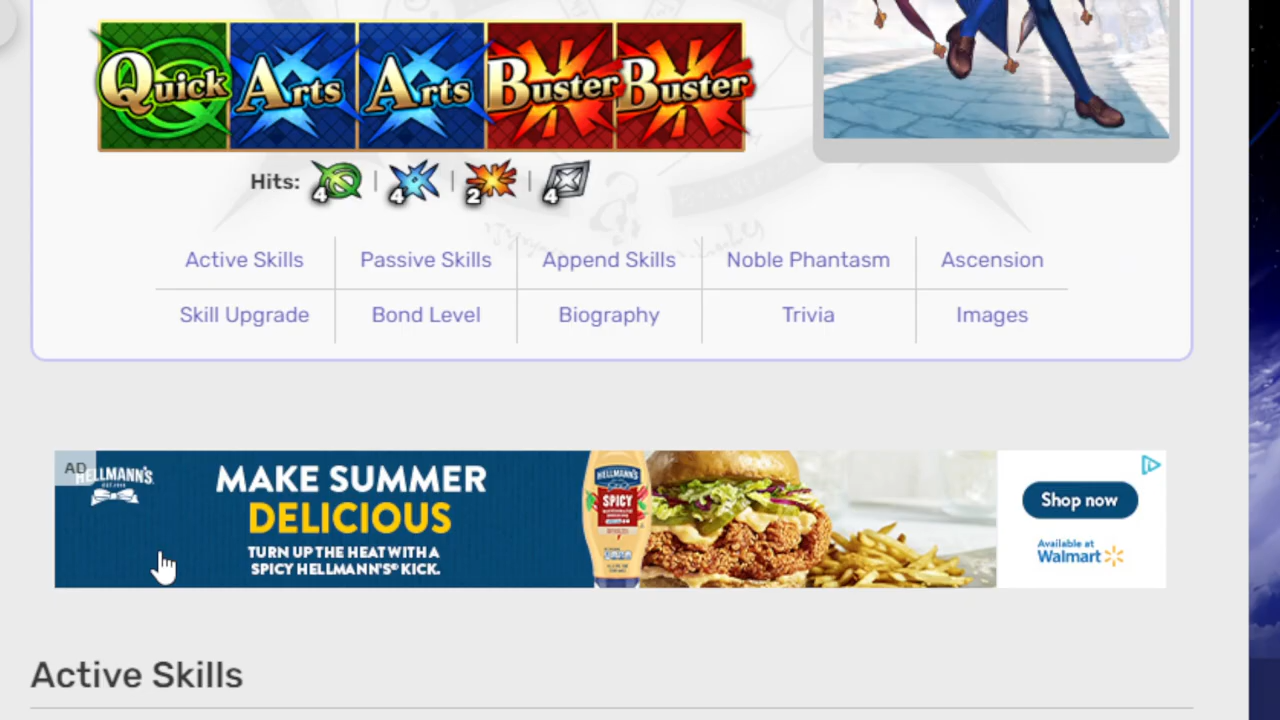 Quick Arts Arts Buster Buster
Hits: 4 | 4 | 2 | 4
Active Skills Passive Skills Append Skills Noble Phantasm Ascension
Skill Upgrade Bond Level Biography Trivia Images
AD
HELLMANN'S
MAKE SUMMER
DELICIOUS
TURN UP THE HEAT WITH A
SPICY HELLMANN'S® KICK.
HELLMANN'S
SPICY
Shop now
Available at
Walmart
Active Skills